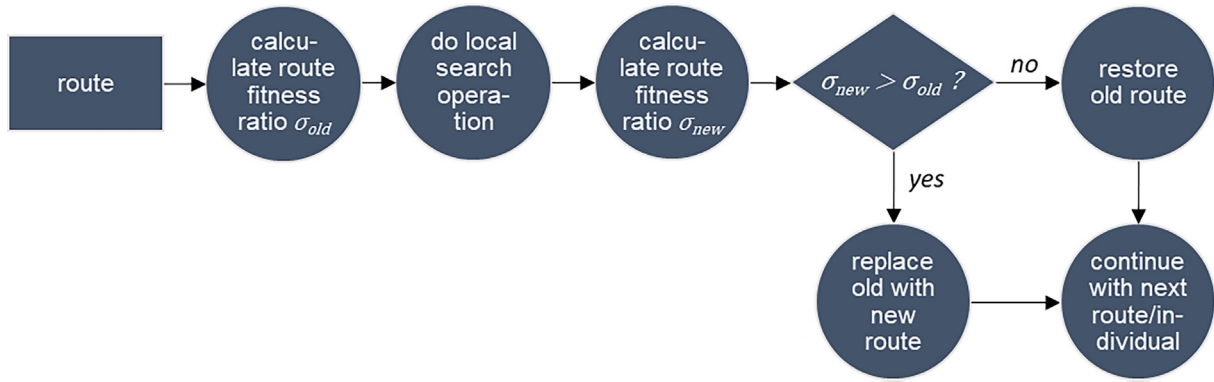 route
calcu-
late route
fitness
ratio σold
do local
search
opera-
tion
calcu-
late route
fitness
ratio σnew
σnew > σold ?
no
restore
old route
yes
replace
old with
new
route
continue
with next
route/in-
dividual